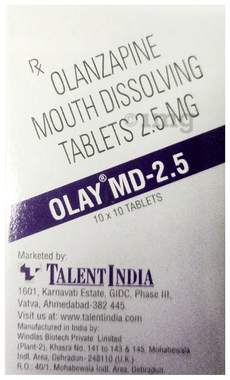 Rx OLANZAPINE
MOUTH DISSOLVING
TABLETS 2.5 MG
1mg
OLAY® MD-2.5
10 x 10 TABLETS
Marketed by:
TALENTINDIA
1601, Karnavati Estate, GIDC, Phase III,
Vatva, Ahmedabad-382 445.
Visit us at: www.talentindia.com
Manufactured in India by:
Windlas Biotech Private Limited
(Plant-2), Khasra No. 141 to 143 & 145, Mohabewala
Indl. Area, Dehradun- 248110 (U.K.)
R.O. 40/1, Mohabewala Indl. Area, Dehradun.